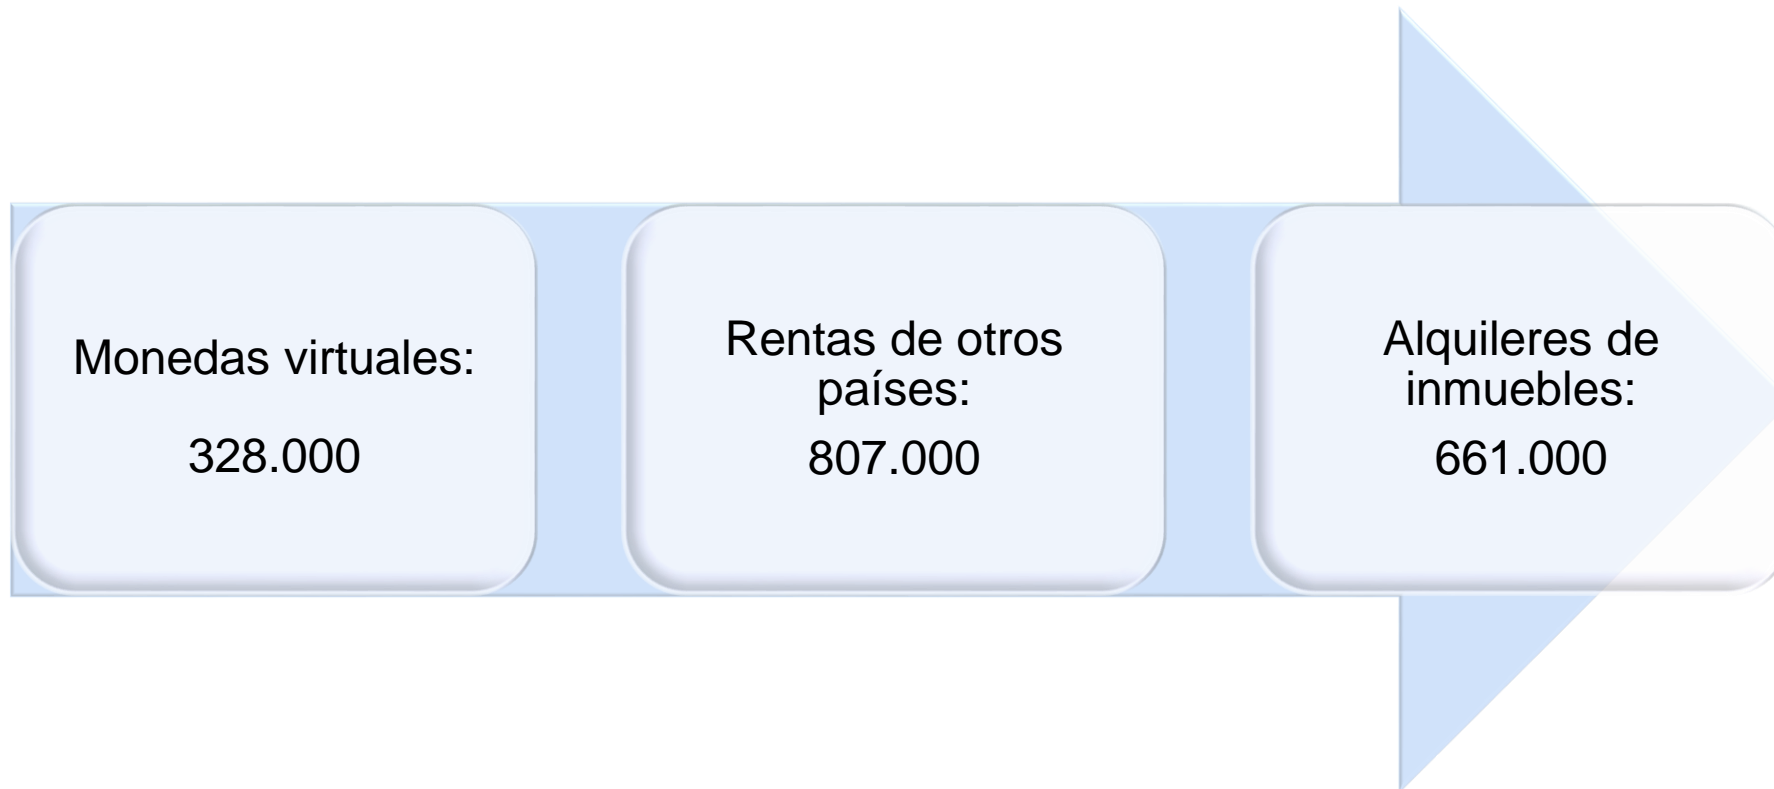 Monedas virtuales:
328.000
Rentas de otros
países:
807.000
Alquileres de
inmuebles:
661.000